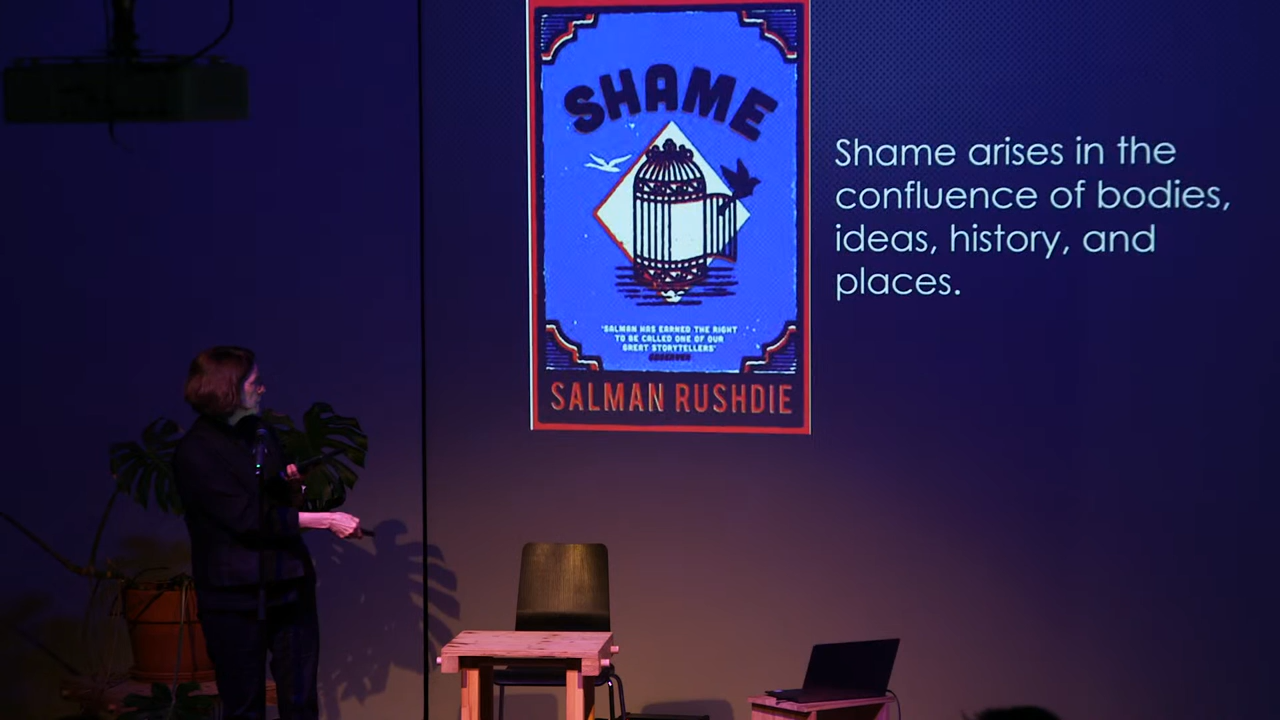 SHAME
'SALMAN HAS EARNED THE RIGHT
TO BE CALLED ONE OF OUR
GREAT STORYTELLERS'
OBSERVER
SALMAN RUSHDIE
Shame arises in the
confluence of bodies,
ideas, history, and
places.